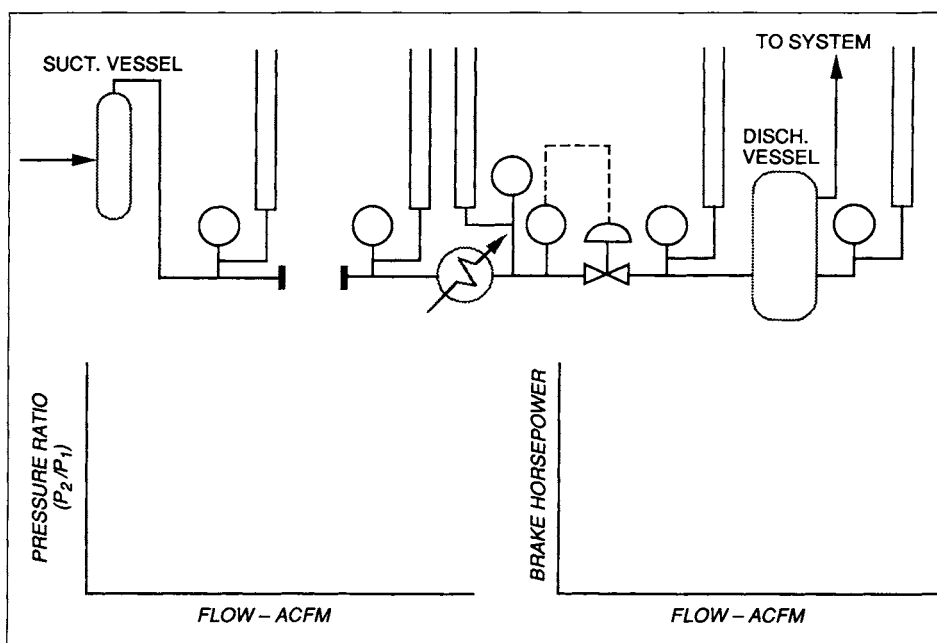 TO SYSTEM
SUCT. VESSEL
DISCH.
VESSEL
PRESSURE RATIO
(P₂/P₁)
FLOW – ACFM
BRAKE HORSEPOWER
FLOW – ACFM